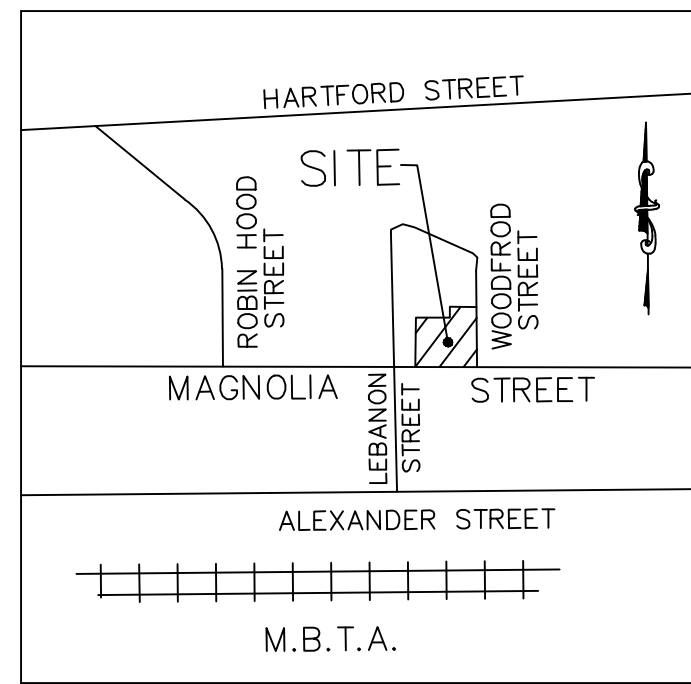 HARTFORD STREET
SITE
ROBIN HOOD
STREET
WOODFROD
STREET
MAGNOLIA STREET
LEBANON
STREET
ALEXANDER STREET
M.B.T.A.